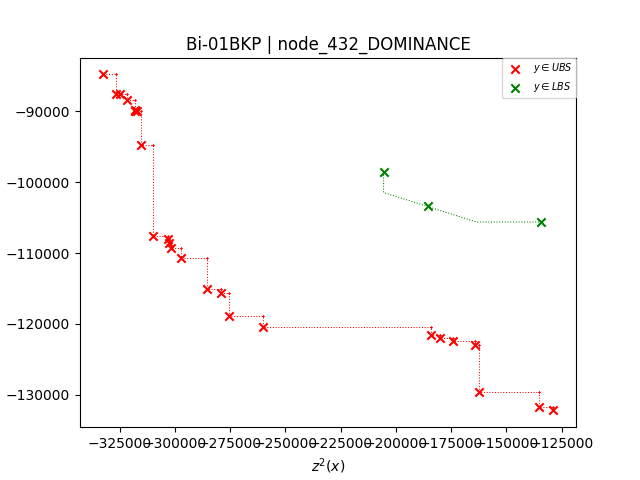 Bi-01BKP | node_432_DOMINANCE
y ∈ UBS
y ∈ LBS
−90000
−100000
−110000
−120000
−130000
−325000 −300000 −275000 −250000 −225000 −200000 −175000 −150000 −125000
z²(x)